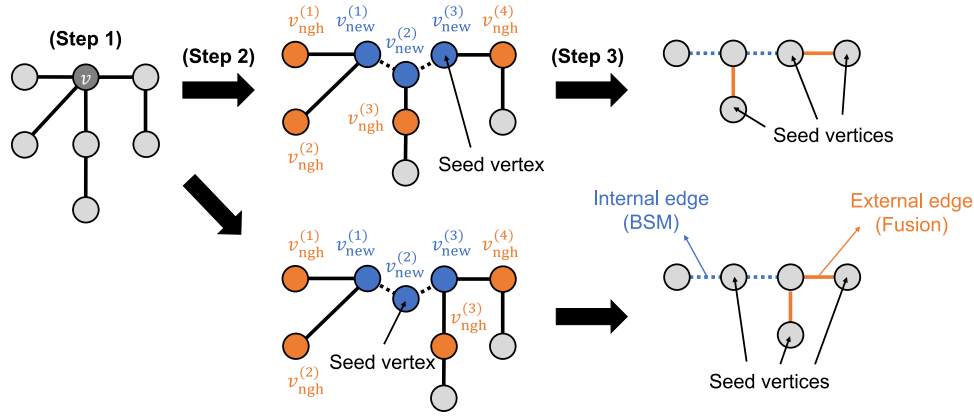 (Step 1)
v
(Step 2)
v_ngh^(1) v_new^(1) v_new^(2) v_new^(3) v_ngh^(4)
v_ngh^(3)
v_ngh^(2)
Seed vertex
(Step 3)
Seed vertices
v_ngh^(1) v_new^(1) v_new^(2) v_new^(3) v_ngh^(4)
v_ngh^(3)
Seed vertex
v_ngh^(2)
Internal edge
(BSM)
External edge
(Fusion)
Seed vertices